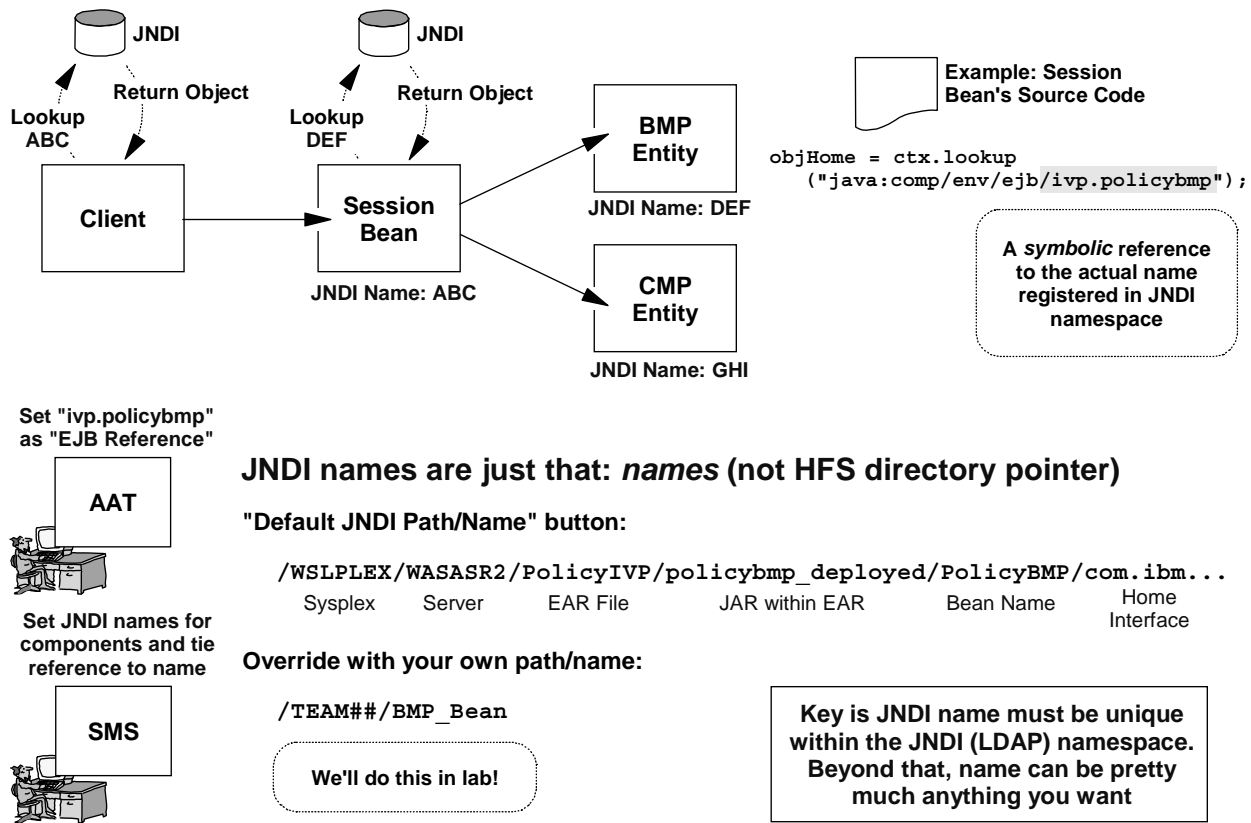 JNDI
Lookup
ABC
Return Object
Client
JNDI
Lookup
DEF
Return Object
Session
Bean
JNDI Name: ABC
BMP
Entity
JNDI Name: DEF
CMP
Entity
JNDI Name: GHI
Example: Session
Bean's Source Code
objHome = ctx.lookup
("java:comp/env/ejb/ivp.policybmp");
A symbolic reference
to the actual name
registered in JNDI
namespace
Set "ivp.policybmp"
as "EJB Reference"
AAT
Set JNDI names for
components and tie
reference to name
SMS
JNDI names are just that: names (not HFS directory pointer)
"Default JNDI Path/Name" button:
/WSLPLEX/WASASR2/PolicyIVP/policybmp_deployed/PolicyBMP/com.ibm...
Sysplex Server EAR File JAR within EAR Bean Name Home
Interface
Override with your own path/name:
/TEAM##/BMP_Bean
We'll do this in lab!
Key is JNDI name must be unique
within the JNDI (LDAP) namespace.
Beyond that, name can be pretty
much anything you want